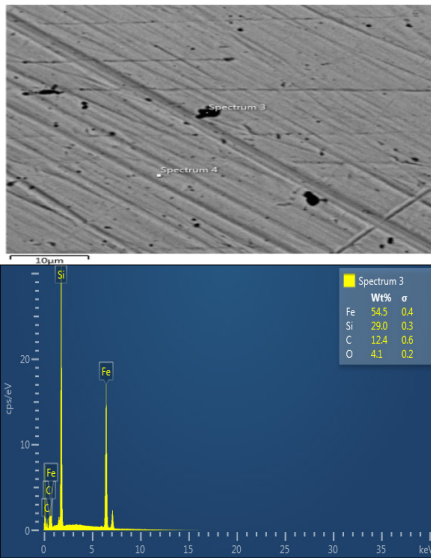 Spectrum 3
Spectrum 4
10µm
Spectrum 3
Wt% σ
Fe 54.5 0.4
Si 29.0 0.3
C 12.4 0.6
O 4.1 0.2
Si
Fe
Fe
C
C
cps/eV
20
10
0
0 5 10 15 20 25 30 35 keV